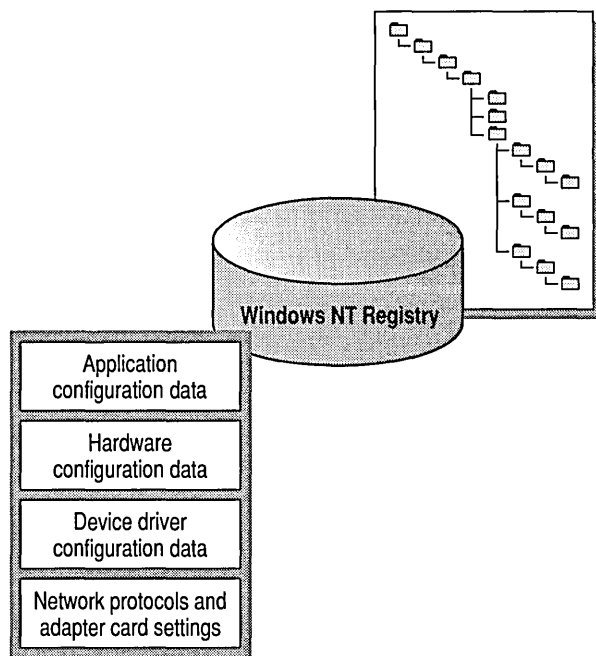 Windows NT Registry
Application
configuration data
Hardware
configuration data
Device driver
configuration data
Network protocols and
adapter card settings